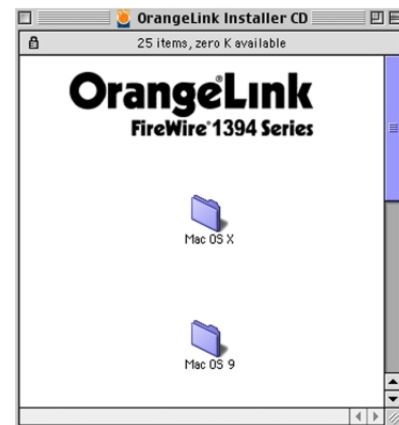 OrangeLink Installer CD
25 items, zero K available
OrangeLink
FireWire® 1394 Series
Mac OS X
Mac OS 9